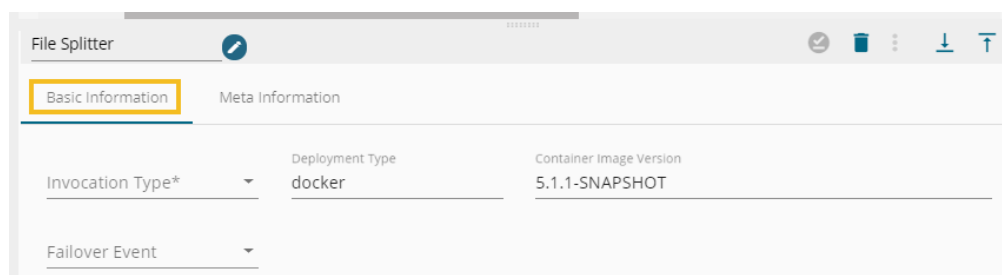 File Splitter
Basic Information Meta Information
Deployment Type Container Image Version
Invocation Type* docker 5.1.1-SNAPSHOT
Failover Event